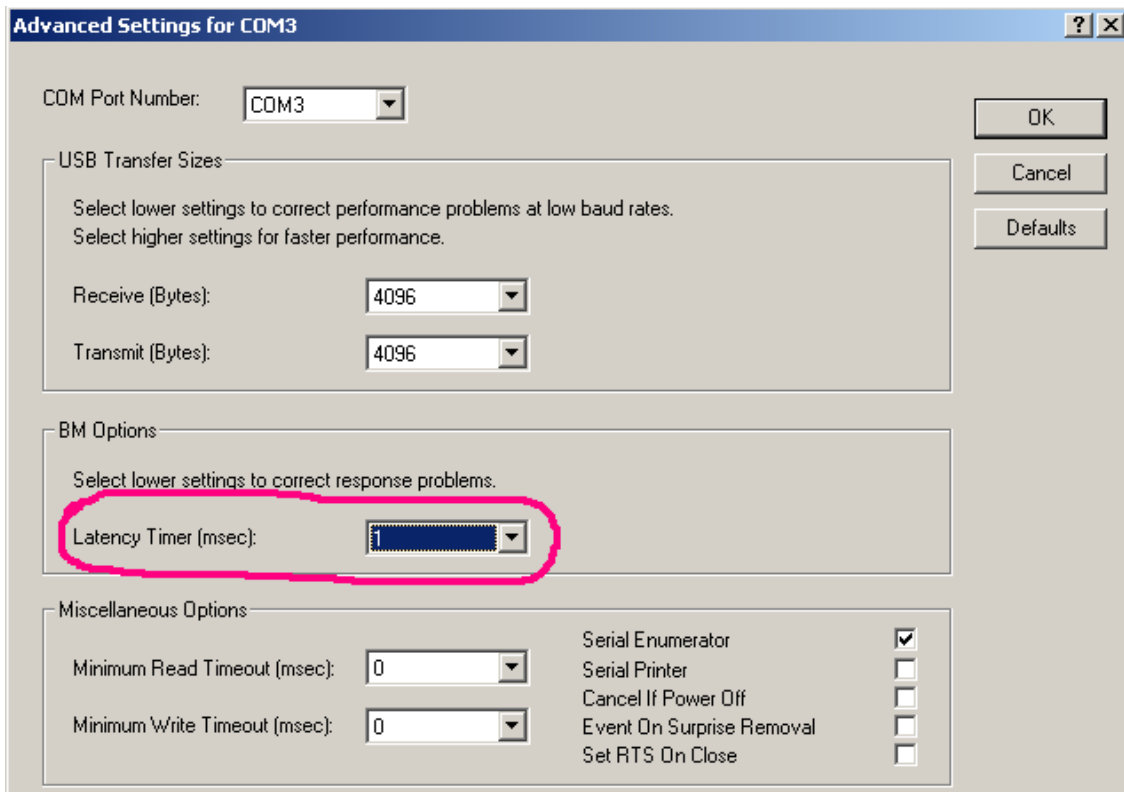 Advanced Settings for COM3
COM Port Number: COM3
OK
Cancel
Defaults
USB Transfer Sizes
Select lower settings to correct performance problems at low baud rates.
Select higher settings for faster performance.
Receive (Bytes): 4096
Transmit (Bytes): 4096
BM Options
Select lower settings to correct response problems.
Latency Timer (msec): 1
Miscellaneous Options
Minimum Read Timeout (msec): 0
Minimum Write Timeout (msec): 0
Serial Enumerator
Serial Printer
Cancel If Power Off
Event On Surprise Removal
Set RTS On Close